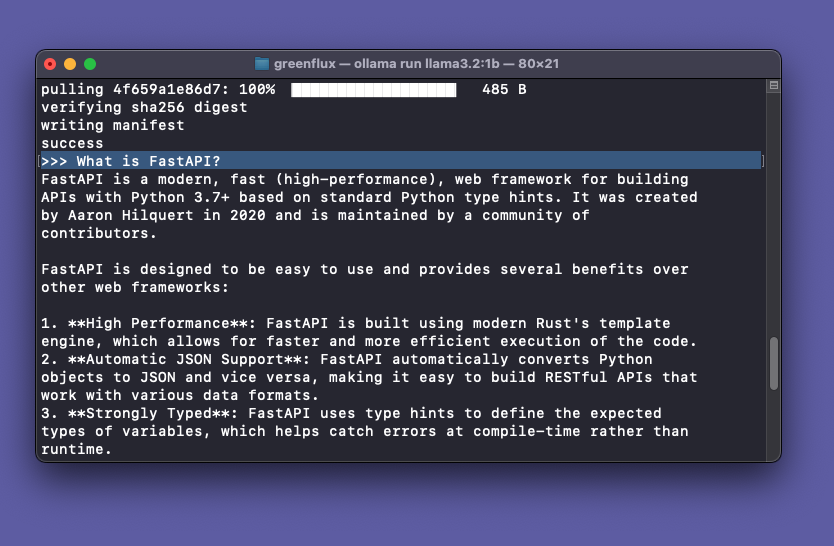 greenflux — ollama run llama3.2:1b — 80×21
pulling 4f659a1e86d7: 100% 485 B
verifying sha256 digest
writing manifest
success
[>>> What is FastAPI? ]
FastAPI is a modern, fast (high-performance), web framework for building
APIs with Python 3.7+ based on standard Python type hints. It was created
by Aaron Hilquert in 2020 and is maintained by a community of
contributors.
FastAPI is designed to be easy to use and provides several benefits over
other web frameworks:
1. **High Performance**: FastAPI is built using modern Rust's template
engine, which allows for faster and more efficient execution of the code.
2. **Automatic JSON Support**: FastAPI automatically converts Python
objects to JSON and vice versa, making it easy to build RESTful APIs that
work with various data formats.
3. **Strongly Typed**: FastAPI uses type hints to define the expected
types of variables, which helps catch errors at compile-time rather than
runtime.